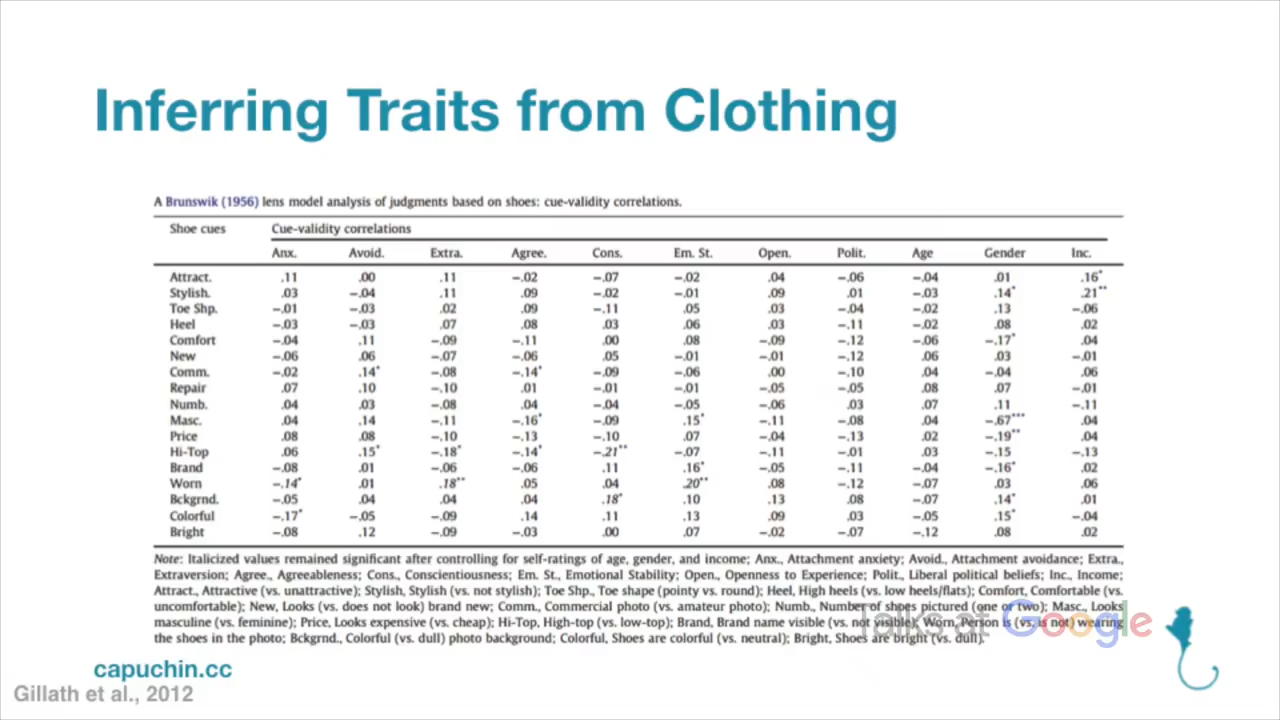 Inferring Traits from Clothing
A Brunswik (1956) lens model analysis of judgments based on shoes: cue-validity correlations.
Shoe cues Cue-validity correlations
Anx. Avoid. Extra. Agree. Cons. Em. St. Open. Polit. Age Gender Inc.
Attract. .11 .00 .11 −.02 −.07 −.02 .04 −.06 −.04 .01 .16*
Stylish. .03 −.04 .11 .09 −.02 −.01 .09 .01 −.03 .14* .21**
Toe Shp. −.01 −.03 .02 .09 −.11 .05 .03 −.04 −.02 .13 −.06
Heel −.03 −.03 .07 .08 .03 .06 .03 −.11 −.02 .08 .02
Comfort −.04 .11 −.09 −.11 .00 .08 −.09 −.12 −.06 −.17* .04
New −.06 .06 −.07 −.06 .05 −.01 −.01 −.12 .06 .03 −.01
Comm. −.02 .14* −.08 −.14* −.09 −.06 .00 −.10 .04 −.04 .06
Repair .07 .10 −.10 .01 −.01 −.01 −.05 −.05 .08 .07 −.01
Numb. .04 .03 −.08 .04 −.04 −.05 −.06 .03 .07 .11 −.11
Masc. .04 .14 −.11 −.16* −.09 .15* −.11 −.08 .04 −.67*** .04
Price .08 .08 −.10 −.13 −.10 .07 −.04 −.13 .02 −.19** .04
Hi-Top .06 .15* −.18* −.14* −.21** −.07 −.11 −.01 .03 −.15 −.13
Brand −.08 .01 −.06 −.06 .11 .16* −.05 −.11 −.04 −.16* .02
Worn −.14* .01 .18** .05 .04 .20** .08 −.12 −.07 .03 .06
Bckgrnd. −.05 .04 .04 .04 .18* .10 .13 .08 −.07 .14* .01
Colorful −.17* −.05 −.09 .14 .11 .13 .09 .03 −.05 .15* −.04
Bright −.08 .12 −.09 −.03 .00 .07 −.02 −.07 −.12 .08 .02
Note: Italicized values remained significant after controlling for self-ratings of age, gender, and income; Anx., Attachment anxiety; Avoid., Attachment avoidance; Extra.,
Extraversion; Agree., Agreeableness; Cons., Conscientiousness; Em. St., Emotional Stability; Open., Openness to Experience; Polit., Liberal political beliefs; Inc., Income;
Attract., Attractive (vs. unattractive); Stylish, Stylish (vs. not stylish); Toe Shp., Toe shape (pointy vs. round); Heel, High heels (vs. low heels/flats); Comfort, Comfortable (vs.
uncomfortable); New, Looks (vs. does not look) brand new; Comm., Commercial photo (vs. amateur photo); Numb., Number of shoes pictured (one or two); Masc., Looks
masculine (vs. feminine); Price, Looks expensive (vs. cheap); Hi-Top, High-top (vs. low-top); Brand, Brand name visible (vs. not visible); Worn, Person is (vs. is not) wearing
the shoes in the photo; Bckgrnd., Colorful (vs. dull) photo background; Colorful, Shoes are colorful (vs. neutral); Bright, Shoes are bright (vs. dull).
Talks at Google
capuchin.cc
Gillath et al., 2012